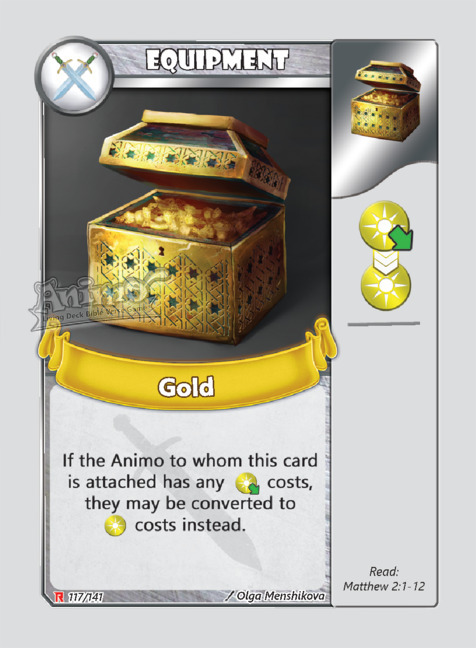 EQUIPMENT
Animo
Gold
If the Animo to whom this card
is attached has any costs,
they may be converted to
costs instead.
Read:
Matthew 2:1-12
R 117/141
Olga Menshikova